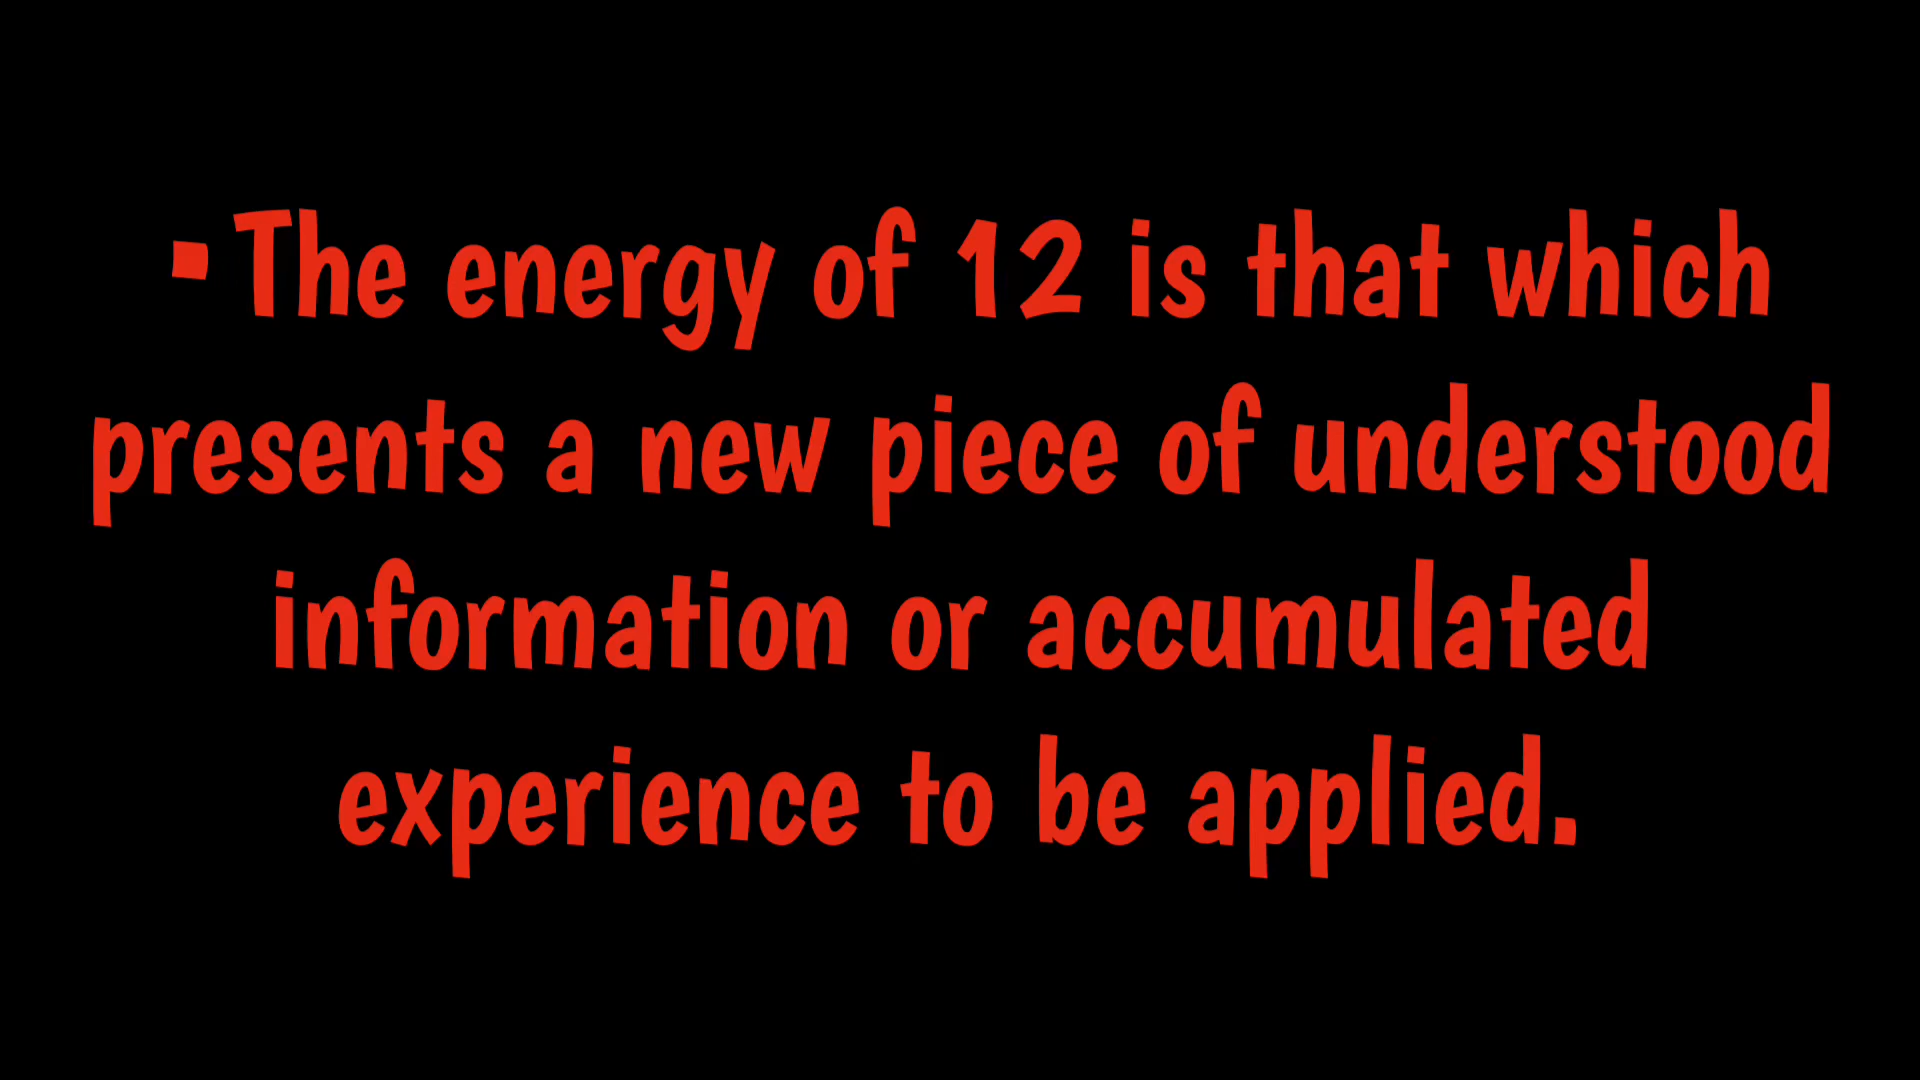 ▪The energy of 12 is that which
presents a new piece of understood
information or accumulated
experience to be applied.